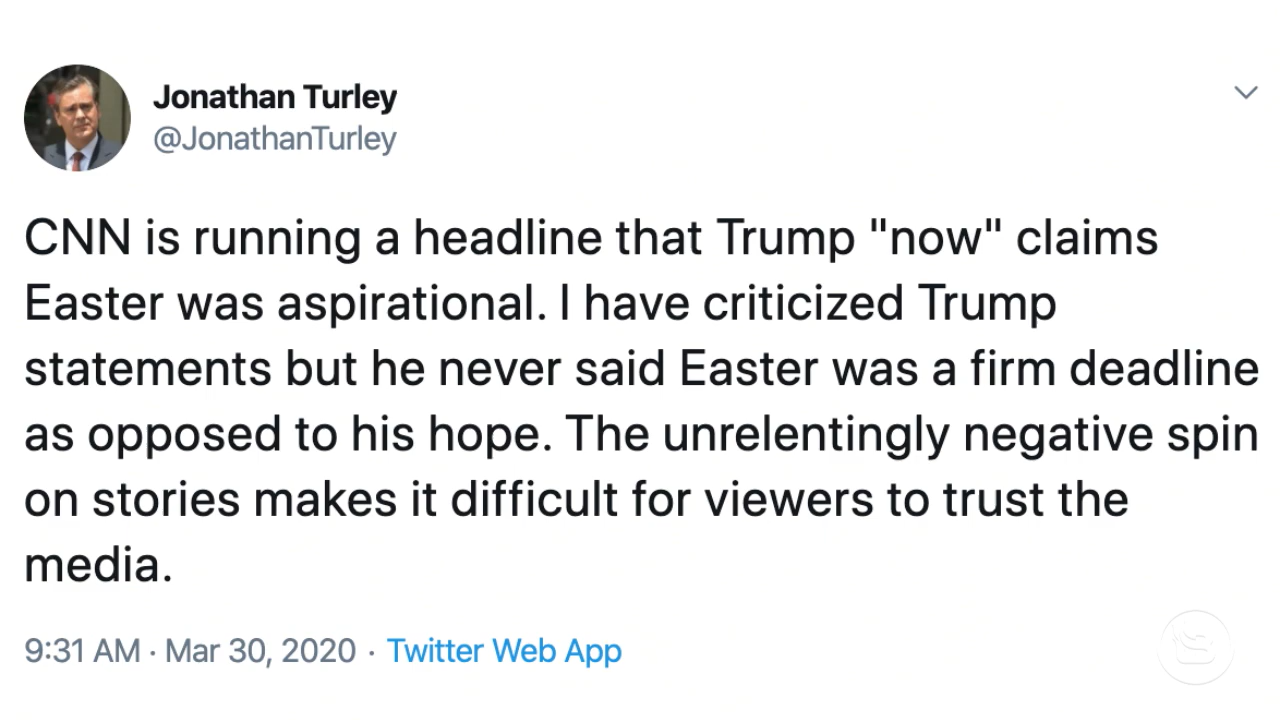 Jonathan Turley
@JonathanTurley
CNN is running a headline that Trump "now" claims
Easter was aspirational. I have criticized Trump
statements but he never said Easter was a firm deadline
as opposed to his hope. The unrelentingly negative spin
on stories makes it difficult for viewers to trust the
media.
9:31 AM · Mar 30, 2020 · Twitter Web App